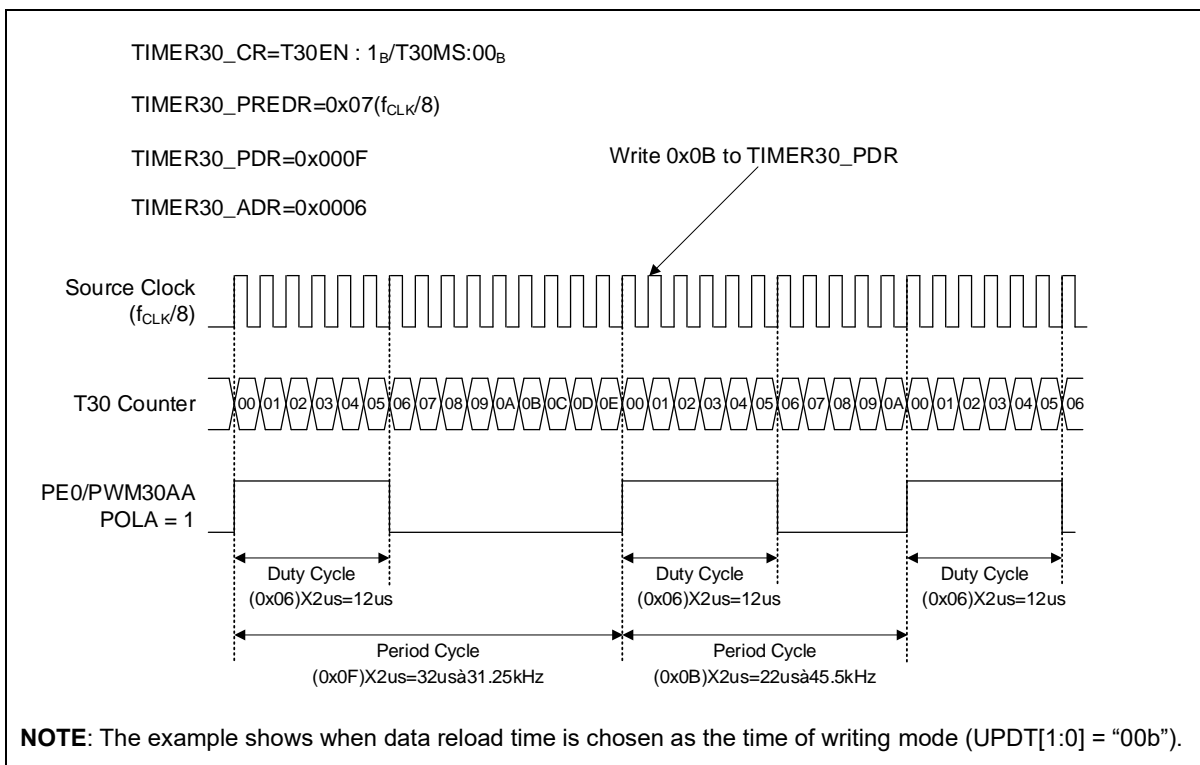 TIMER30_CR=T30EN : 1B/T30MS:00B
TIMER30_PREDR=0x07(fCLK/8)
TIMER30_PDR=0x000F
Write 0x0B to TIMER30_PDR
TIMER30_ADR=0x0006
Source Clock
(fCLK/8)
T30 Counter
00 01 02 03 04 05 06 07 08 09 0A 0B 0C 0D 0E 00 01 02 03 04 05 06 07 08 09 0A 00 01 02 03 04 05 06
PE0/PWM30AA
POLA = 1
Duty Cycle
(0x06)X2us=12us
Duty Cycle
(0x06)X2us=12us
Duty Cycle
(0x06)X2us=12us
Period Cycle
(0x0F)X2us=32usà31.25kHz
Period Cycle
(0x0B)X2us=22usà45.5kHz
NOTE: The example shows when data reload time is chosen as the time of writing mode (UPDT[1:0] = “00b”).